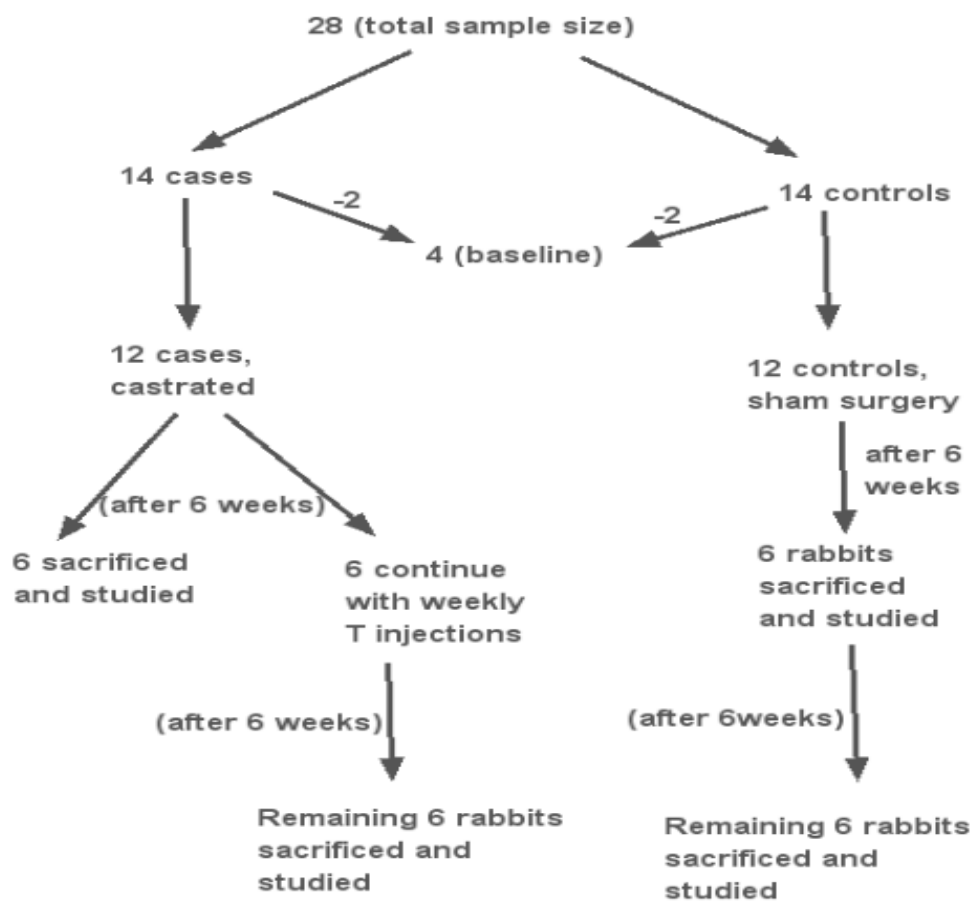 28 (total sample size)
14 cases
14 controls
-2
-2
4 (baseline)
12 cases,
castrated
12 controls,
sham surgery
(after 6 weeks)
after 6
weeks
6 sacrificed
and studied
6 continue
with weekly
T injections
6 rabbits
sacrificed
and studied
(after 6 weeks)
(after 6weeks)
Remaining 6 rabbits
sacrificed and
studied
Remaining 6 rabbits
sacrificed and
studied